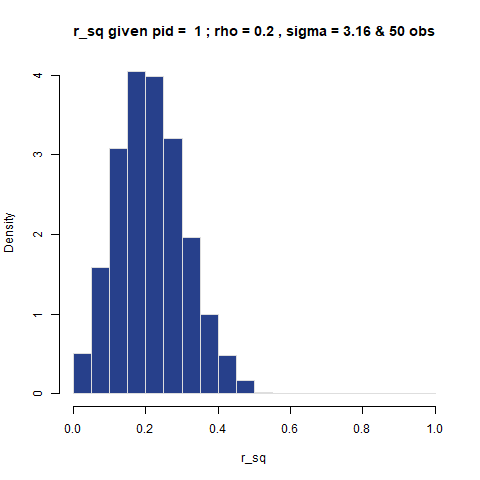 r_sq given pid =  1 ; rho = 0.2 , sigma = 3.16 & 50 obs
Density
4
3
2
1
0
0.0 0.2 0.4 0.6 0.8 1.0
r_sq